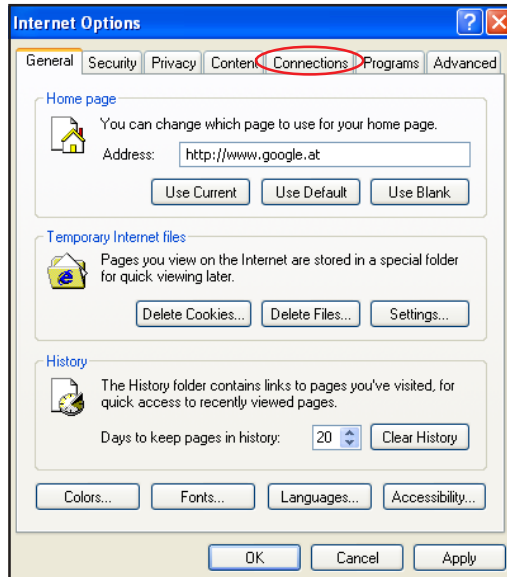 Internet Options
General Security Privacy Content Connections Programs Advanced
Home page
You can change which page to use for your home page.
Address: http://www.google.at
Use Current Use Default Use Blank
Temporary Internet files
Pages you view on the Internet are stored in a special folder
for quick viewing later.
Delete Cookies... Delete Files... Settings...
History
The History folder contains links to pages you've visited, for
quick access to recently viewed pages.
Days to keep pages in history: 20 Clear History
Colors... Fonts... Languages... Accessibility...
OK Cancel Apply